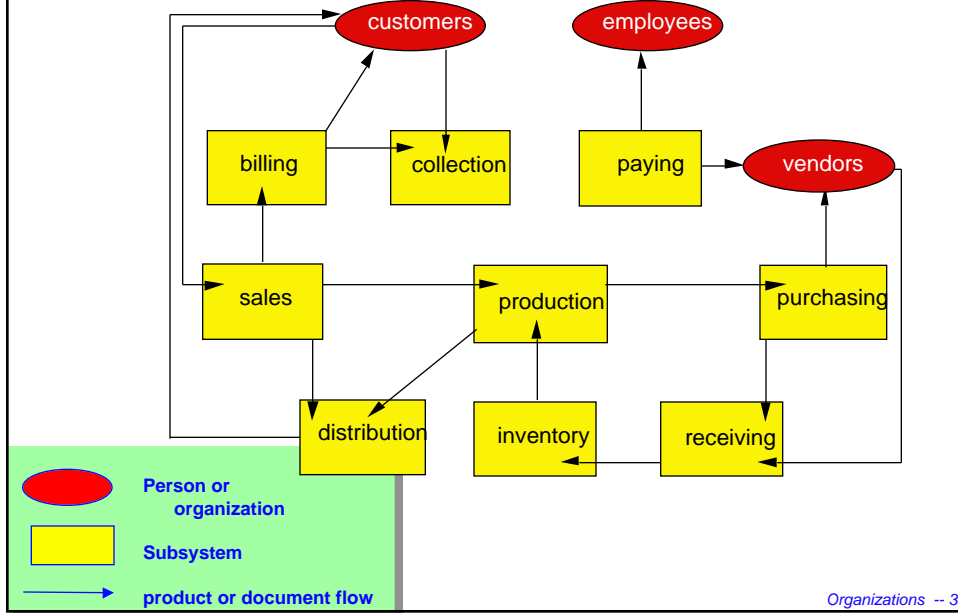 customers
employees
billing
collection
paying
vendors
sales
production
purchasing
distribution
inventory
receiving
Person or
organization
Subsystem
product or document flow
Organizations -- 3